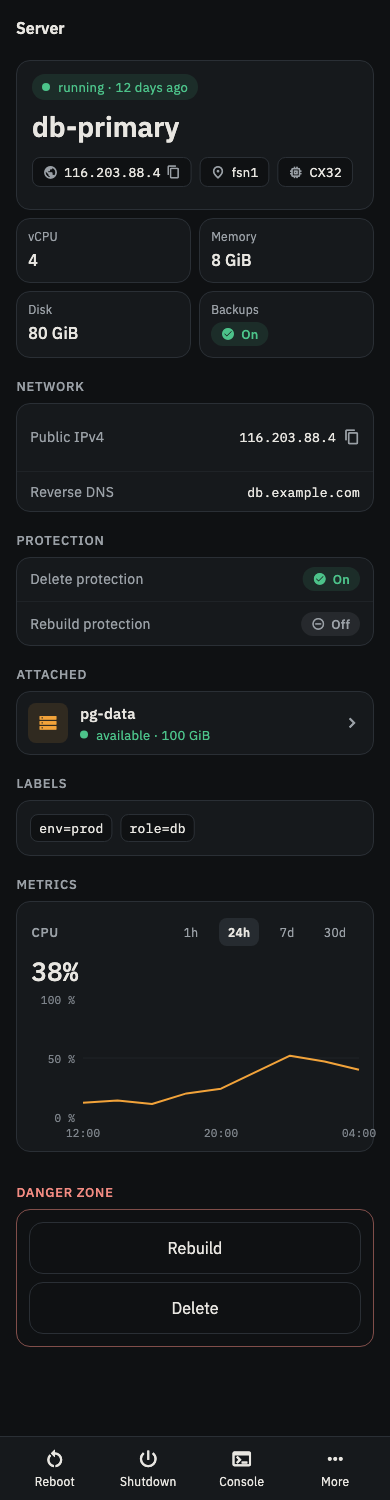 Server
running · 12 days ago
db-primary
116.203.88.4 fsn1 CX32
vCPU
4
Memory
8 GiB
Disk
80 GiB
Backups
On
NETWORK
Public IPv4 116.203.88.4
Reverse DNS db.example.com
PROTECTION
Delete protection On
Rebuild protection Off
ATTACHED
pg-data
available · 100 GiB
LABELS
env=prod role=db
METRICS
CPU 1h 24h 7d 30d
38%
100 %
50 %
0 %
12:00 20:00 04:00
DANGER ZONE
Rebuild
Delete
Reboot Shutdown Console More